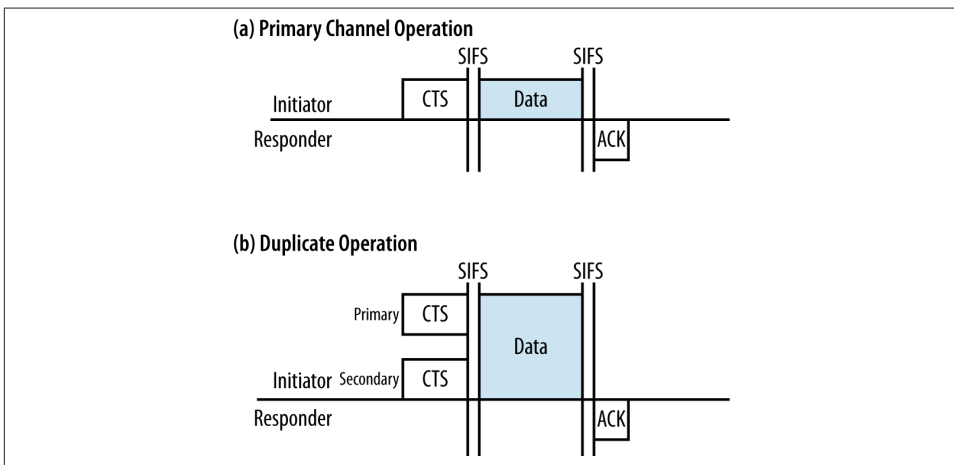 (a) Primary Channel Operation
SIFS SIFS
CTS Data
Initiator
Responder ACK
(b) Duplicate Operation
SIFS SIFS
Primary CTS
Data
Initiator Secondary CTS
Responder ACK